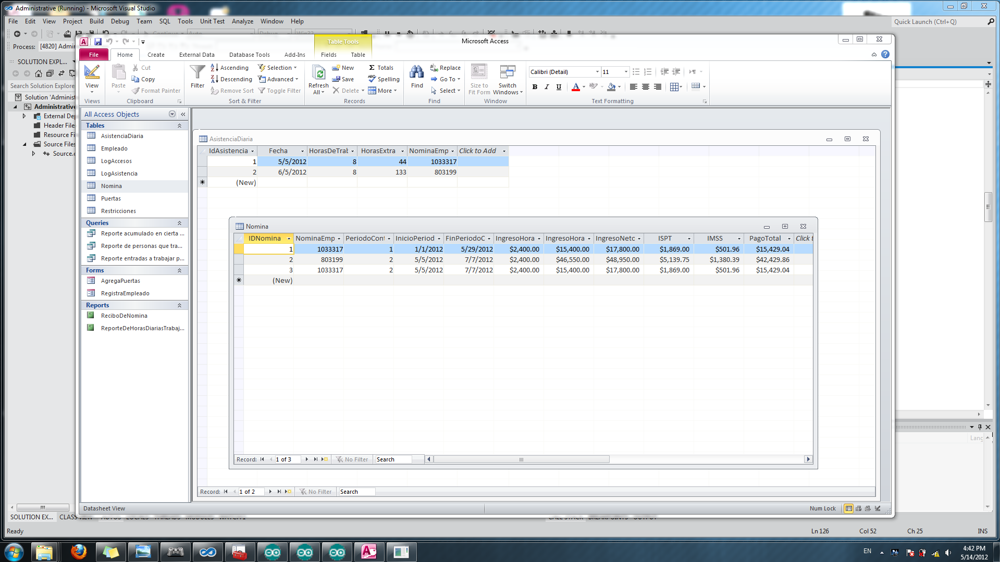 Administrative (Running) - Microsoft Visual Studio
File Edit View Project Build Debug Team SQL Tools Unit Test Analyze Window Help
Quick Launch (Ctrl+Q)
Process: [4820] Admi
SOLUTION EXPL...
Search Solution Explore
Solution 'Administ
Administrative
External De
Header File
Resource Fi
Source Files
Source.c
Microsoft Access
Table Tools
File Home Create External Data Database Tools Add-Ins Fields Table
View
Views
Paste
Cut
Copy
Format Painter
Clipboard
Filter
Ascending
Descending
Remove Sort
Selection
Advanced
Toggle Filter
Sort & Filter
Refresh All
New
Save
Delete
Totals
Spelling
More
Records
Find
Replace
Go To
Select
Find
Size to Fit Form
Switch Windows
Window
Calibri (Detail) 11
B I U
Text Formatting
All Access Objects
Tables
AsistenciaDiaria
Empleado
LogAccesos
LogAsistencia
Nomina
Puertas
Restricciones
Queries
Reporte acumulado en cierta ...
Reporte de personas que tra...
Reporte entradas a trabajar p...
Forms
AgregaPuertas
RegistraEmpleado
Reports
ReciboDeNomina
ReporteDeHorasDiariasTrabaj...
AsistenciaDiaria
IdAsistencia Fecha HorasDeTrab HorasExtra NominaEmp Click to Add
1 5/5/2012 8 44 1033317
2 6/5/2012 8 133 803199
(New)
Nomina
IDNomina NominaEmp PeriodoCont InicioPeriod FinPeriodoC IngresoHora IngresoHora IngresoNetc ISPT IMSS PagoTotal Click t
1 1033317 1 1/1/2012 5/29/2012 $2,400.00 $15,400.00 $17,800.00 $1,869.00 $501.96 $15,429.04
2 803199 2 5/5/2012 7/7/2012 $2,400.00 $46,550.00 $48,950.00 $5,139.75 $1,380.39 $42,429.86
3 1033317 2 5/5/2012 7/7/2012 $2,400.00 $15,400.00 $17,800.00 $1,869.00 $501.96 $15,429.04
(New)
Record: 1 of 3 No Filter Search
Record: 1 of 2 No Filter Search
Lang
Datasheet View
Num Lock
SOLUTION EX... CLASS VIEW AUTOS LOCALS THREADS MODULES WATCH 1
CALL STACK BREAKPOINTS OUTPUT
Ready
Ln 126 Col 52 Ch 25 INS
EN
4:42 PM
5/14/2012